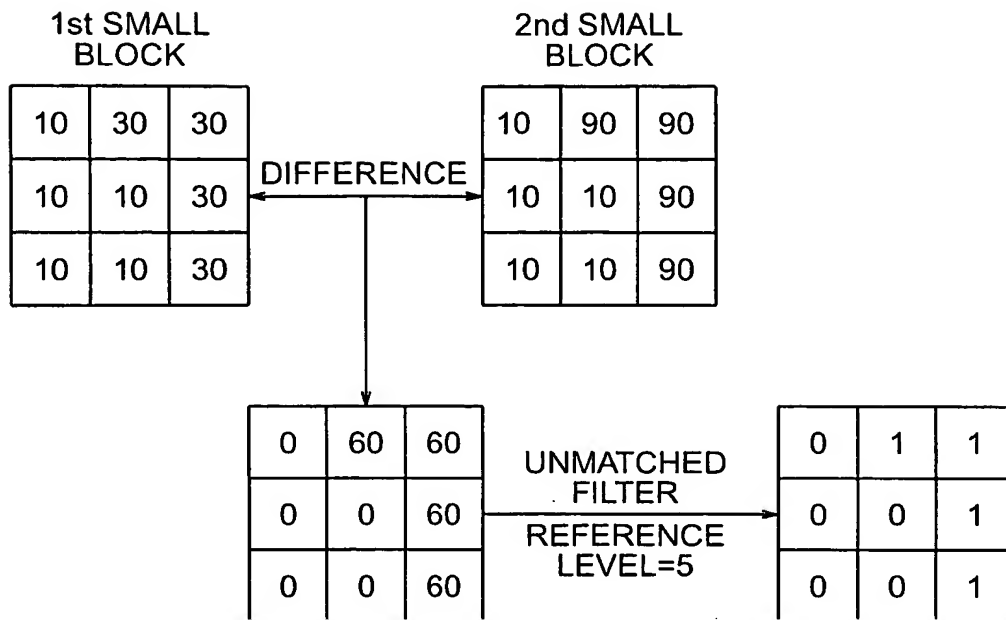 1st SMALL
BLOCK
2nd SMALL
BLOCK
10 30 30
10 10 30
10 10 30
DIFFERENCE
10 90 90
10 10 90
10 10 90
0 60 60
0 0 60
0 0 60
UNMATCHED
FILTER
REFERENCE
LEVEL=5
0 1 1
0 0 1
0 0 1